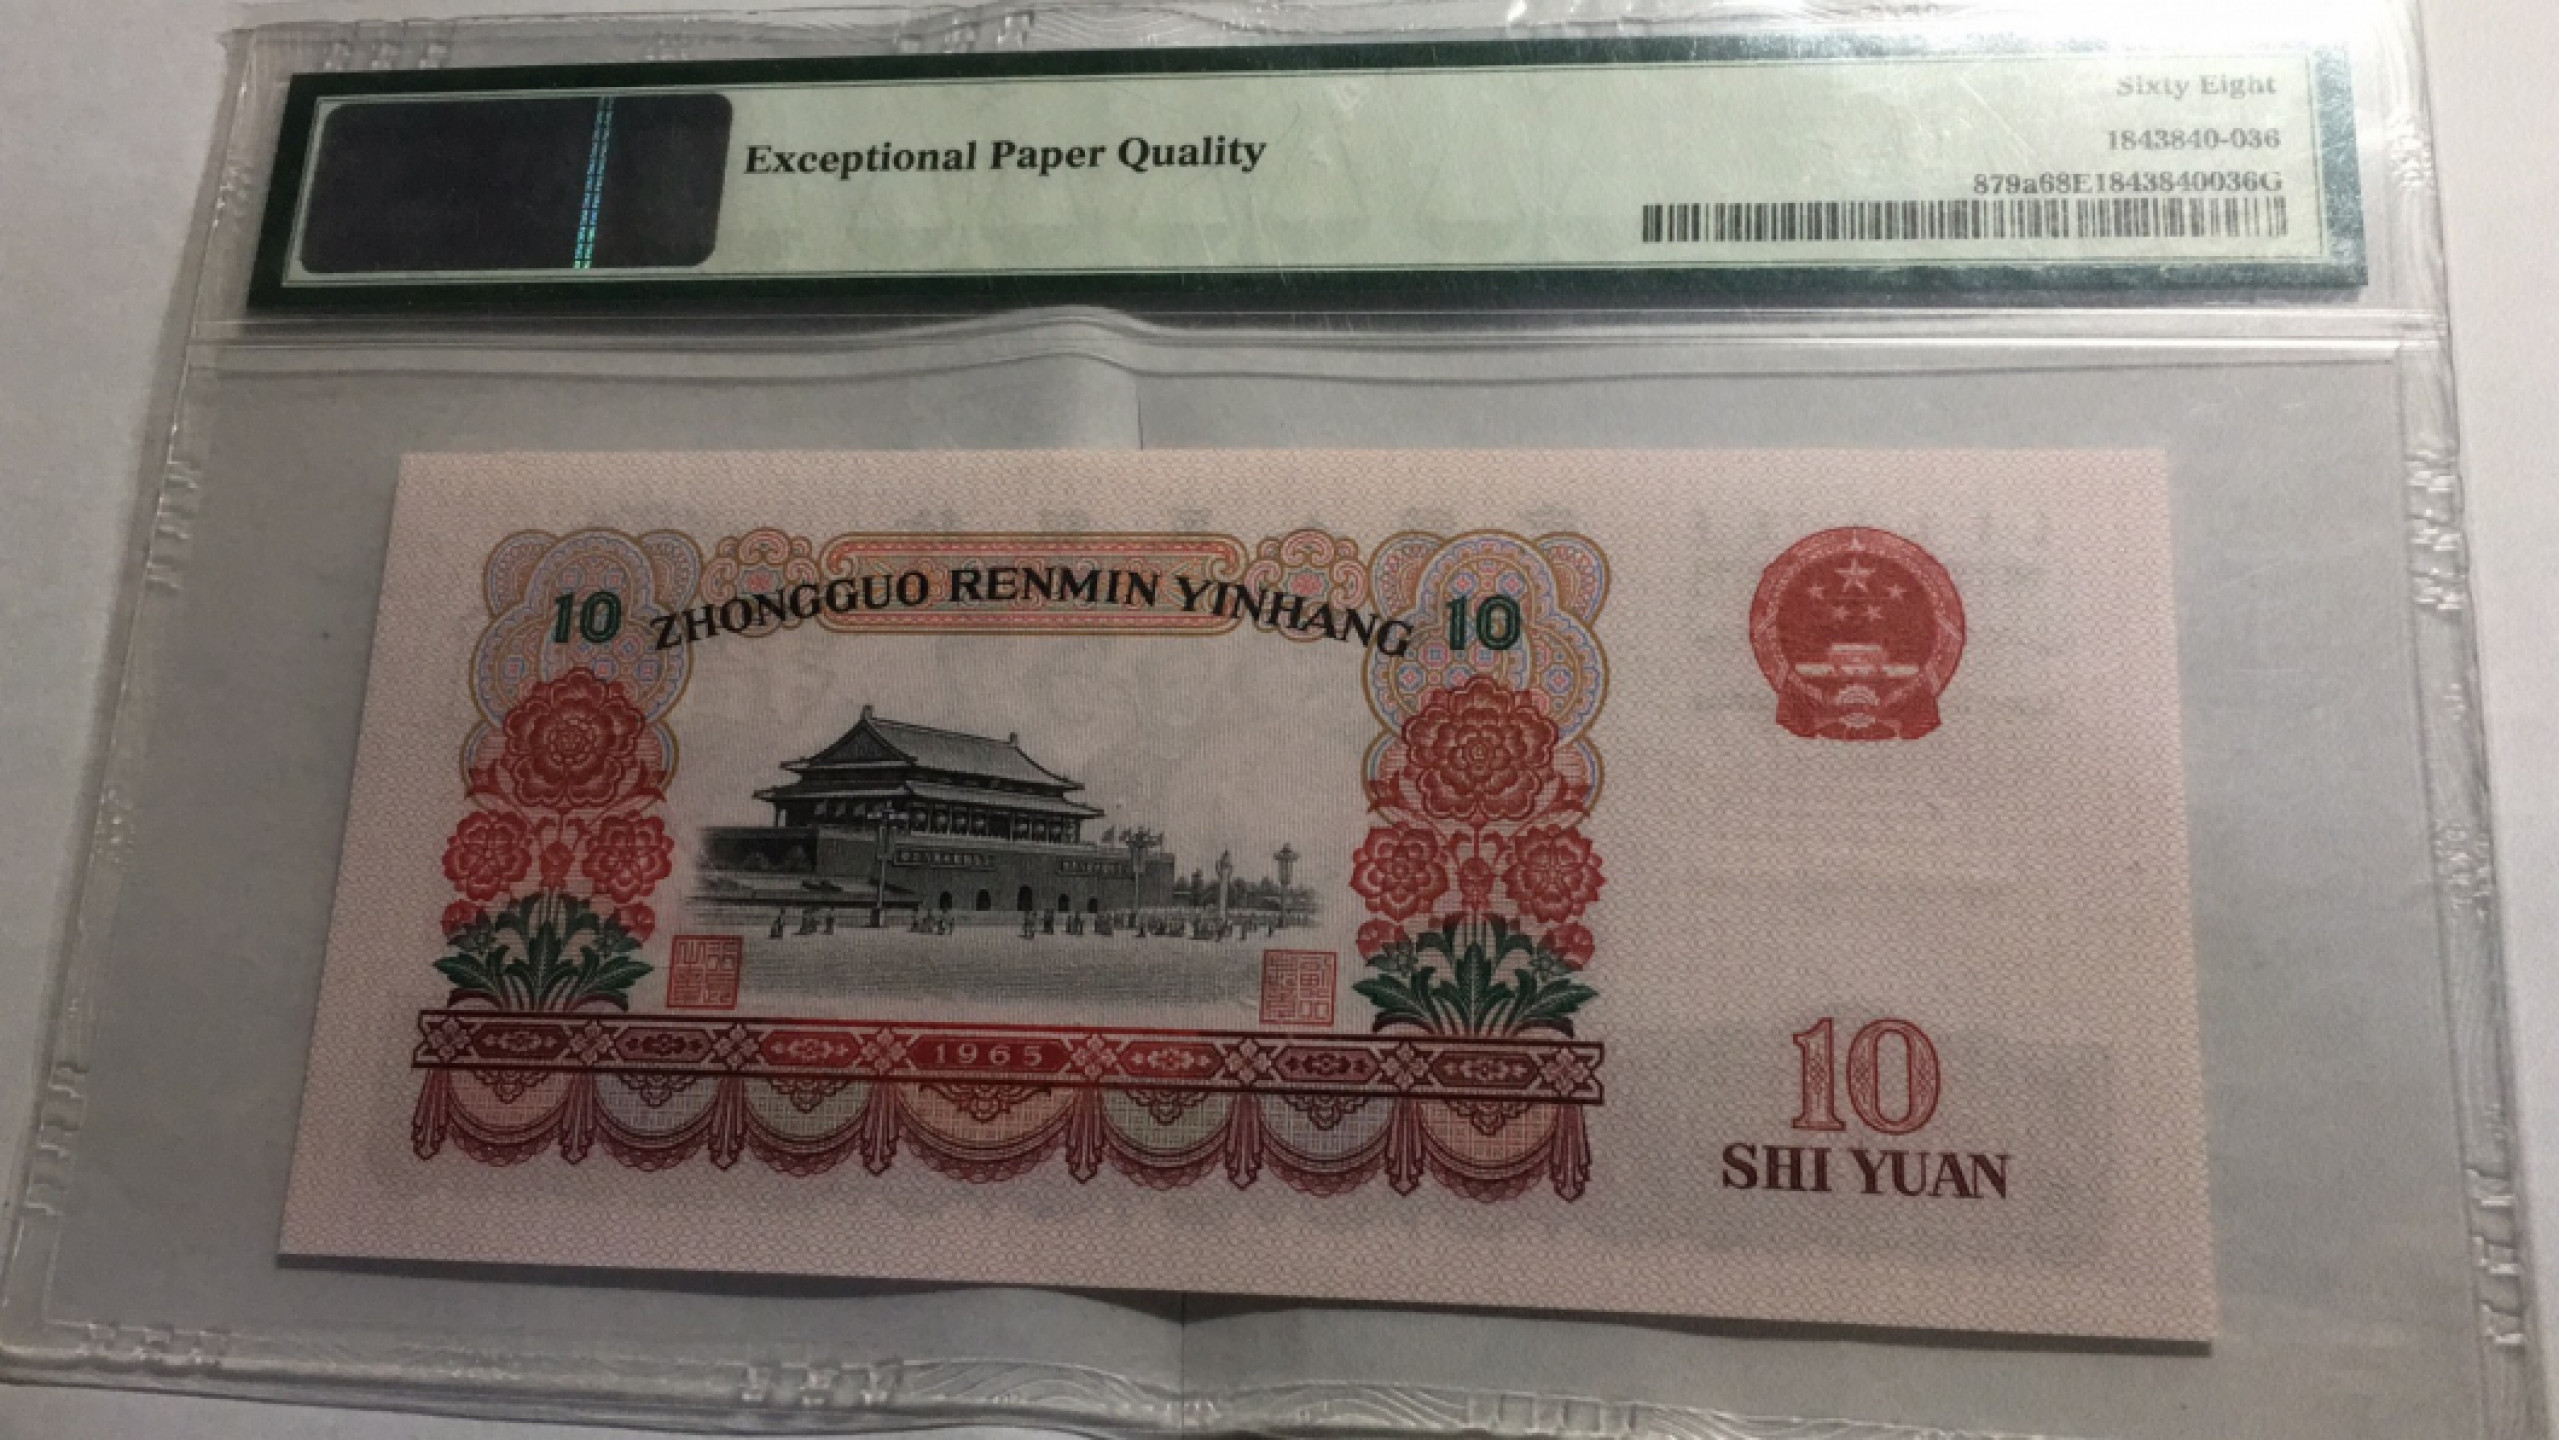 Sixty Eight
Exceptional Paper Quality
1843840-036
879a68E1843840036G
10 ZHONGGUO RENMIN YINHANG 10
1965
10
SHI YUAN